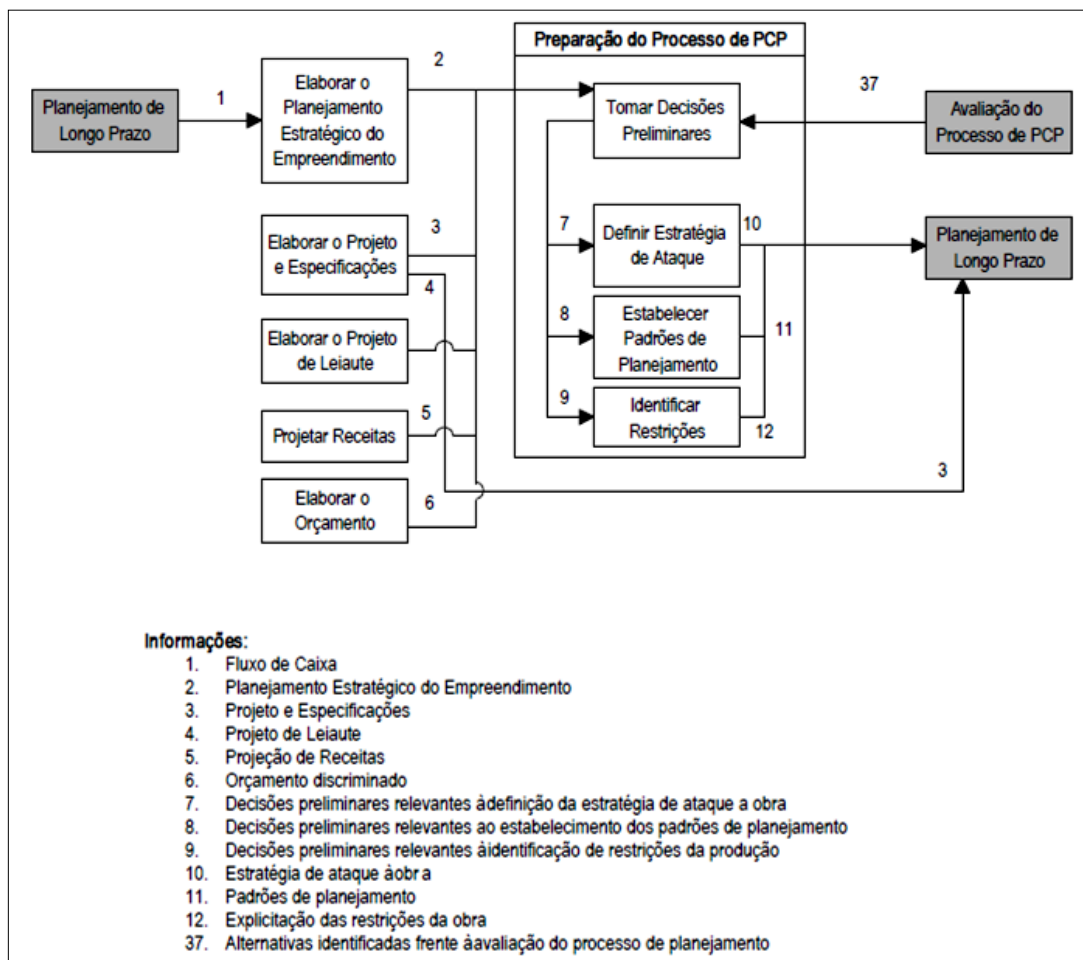 Preparação do Processo de PCP
2
37
1
Planejamento de
Longo Prazo
Elaborar o
Planejamento
Estratégico do
Empreendimento
Tomar Decisões
Preliminares
Avaliação do
Processo de PCP
3
Elaborar o Projeto
e Especificações
4
7
Definir Estratégia
de Ataque
10
Planejamento de
Longo Prazo
Elaborar o Projeto
de Leiaute
8
Estabelecer
Padrões de
Planejamento
11
5
Projetar Receitas
9
Identificar
Restrições
12
3
Elaborar o
Orçamento
6
Informações:
1. Fluxo de Caixa
2. Planejamento Estratégico do Empreendimento
3. Projeto e Especificações
4. Projeto de Leiaute
5. Projeção de Receitas
6. Orçamento discriminado
7. Decisões preliminares relevantes àdefinição da estratégia de ataque a obra
8. Decisões preliminares relevantes ao estabelecimento dos padrões de planejamento
9. Decisões preliminares relevantes àidentificação de restrições da produção
10. Estratégia de ataque àobra
11. Padrões de planejamento
12. Explicitação das restrições da obra
37. Alternativas identificadas frente àavaliação do processo de planejamento